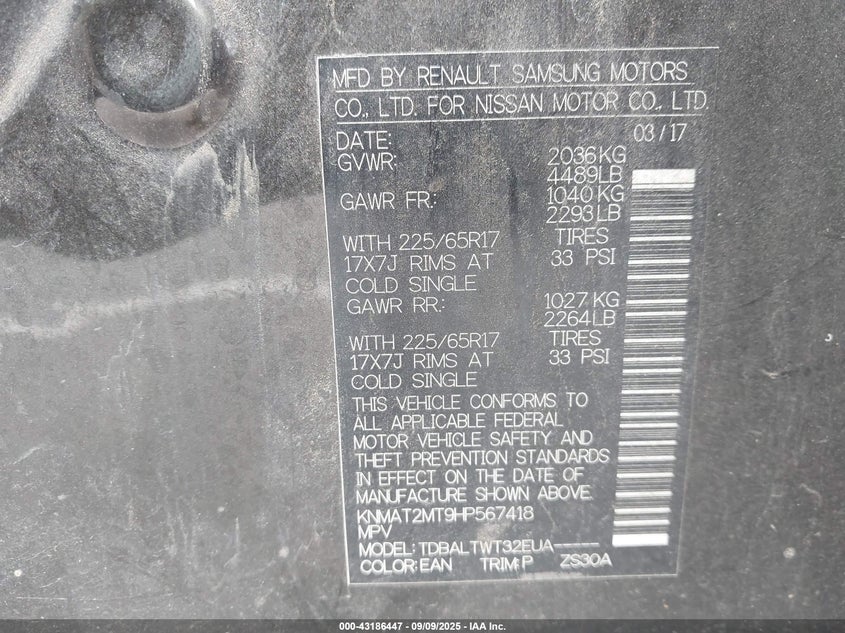 MFD BY RENAULT SAMSUNG MOTORS
CO., LTD. FOR NISSAN MOTOR CO., LTD.
DATE: 03/17
GVWR: 2036KG
4489LB
GAWR FR: 1040KG
2293LB
WITH 225/65R17 TIRES
17X7J RIMS AT 33 PSI
COLD SINGLE
GAWR RR: 1027KG
2264LB
WITH 225/65R17 TIRES
17X7J RIMS AT 33 PSI
COLD SINGLE
THIS VEHICLE CONFORMS TO
ALL APPLICABLE FEDERAL
MOTOR VEHICLE SAFETY AND
THEFT PREVENTION STANDARDS
IN EFFECT ON THE DATE OF
MANUFACTURE SHOWN ABOVE.
KNMAT2MT9HP567418
MPV
MODEL: TDBALTWT32EUA-----
COLOR: EAN TRIM: P ZS30A
000-43186447 - 09/09/2025 - IAA Inc.